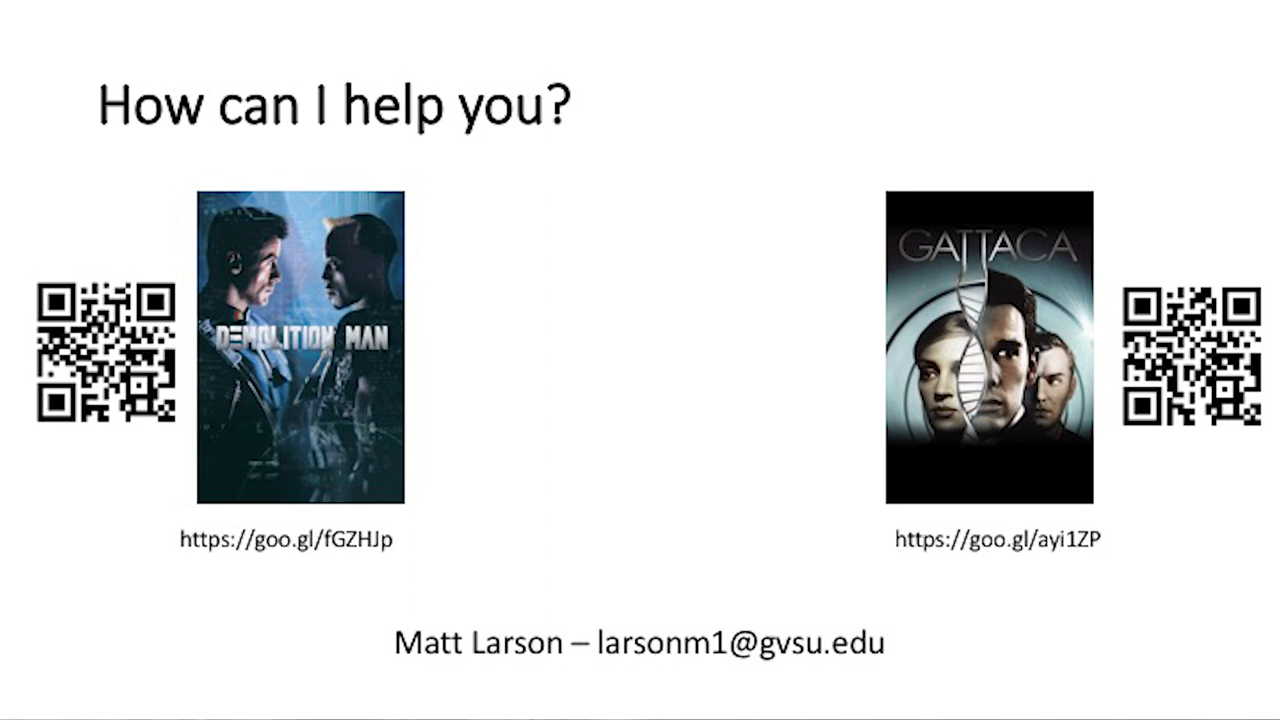 How can I help you?
DEMOLITION MAN
GATTACA
https://goo.gl/fGZHJp
https://goo.gl/ayi1ZP
Matt Larson – larsonm1@gvsu.edu